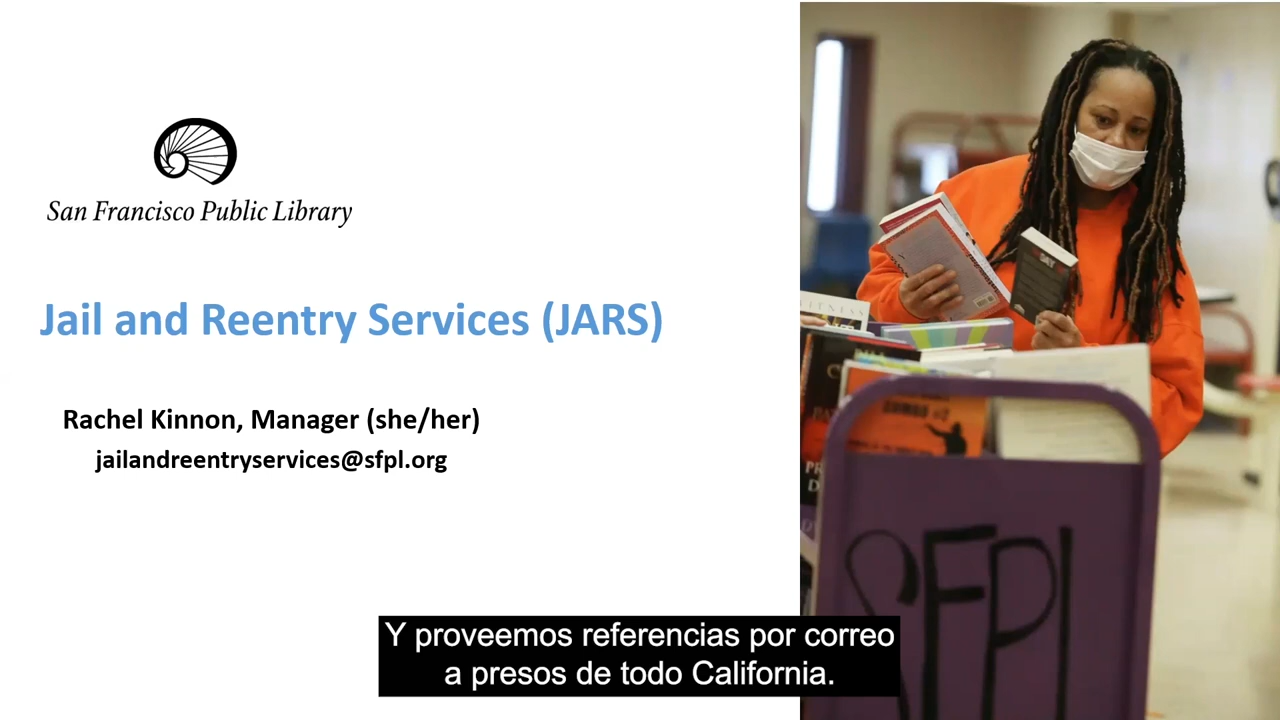 San Francisco Public Library
Jail and Reentry Services (JARS)
Rachel Kinnon, Manager (she/her)
jailandreentryservices@sfpl.org
SFPL
Y proveemos referencias por correo
a presos de todo California.